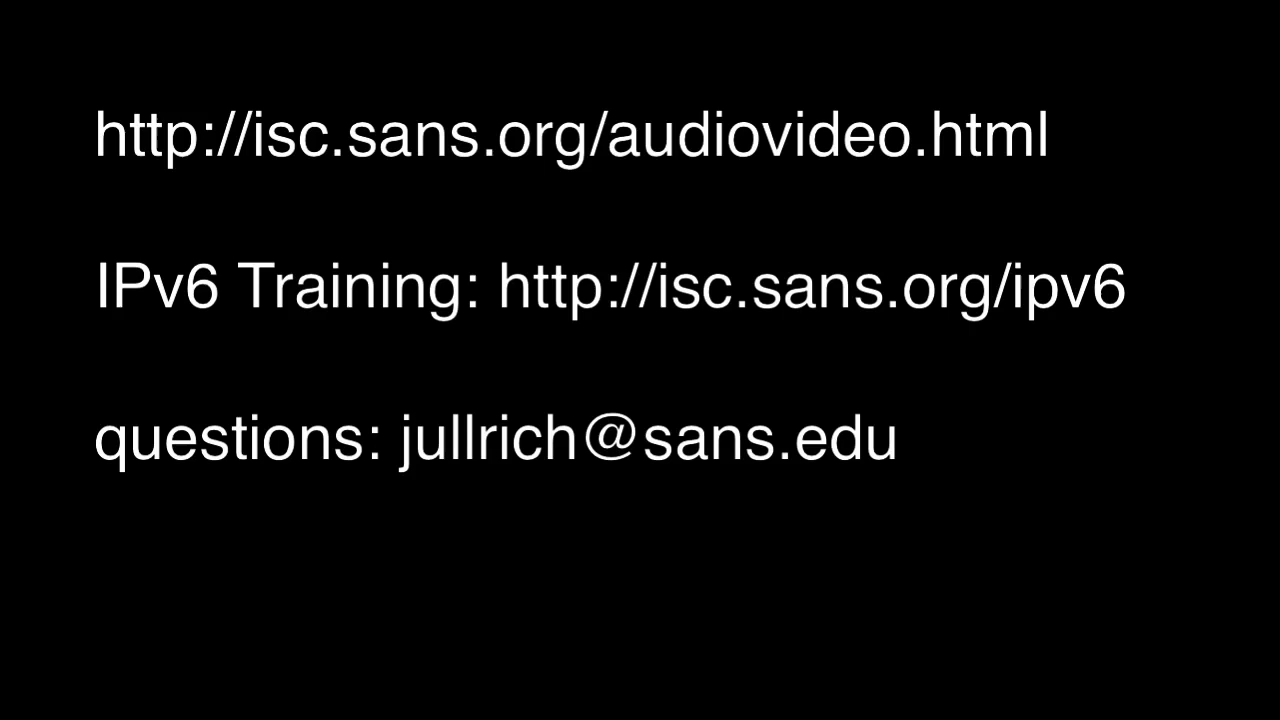 http://isc.sans.org/audiovideo.html
IPv6 Training: http://isc.sans.org/ipv6
questions: jullrich@sans.edu